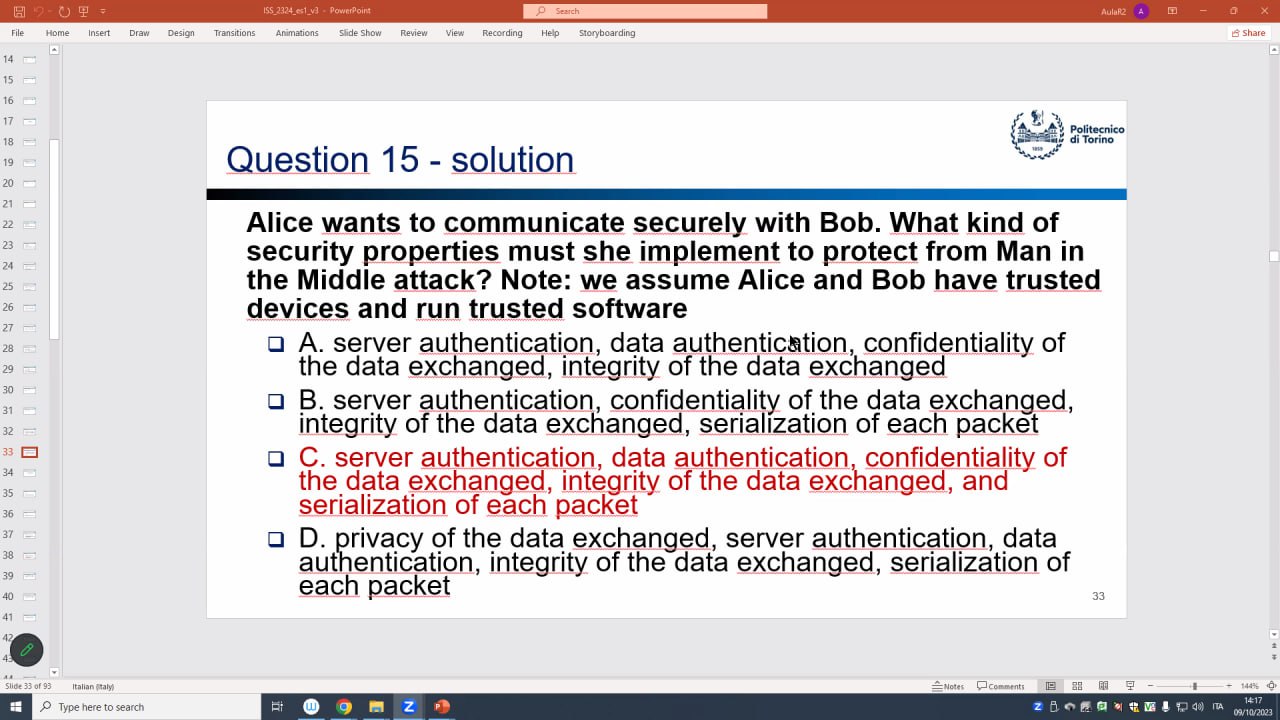 ISS_2324_es1_v3 - PowerPoint
Search
AulaR2
A
File Home Insert Draw Design Transitions Animations Slide Show Review View Recording Help Storyboarding
Share
14
15
16
17
18
19
20
21
22
23
24
25
26
27
28
29
30
31
32
33
34
35
36
37
38
39
40
41
42
43
44
Politecnico
di Torino
1859
Question 15 - solution
Alice wants to communicate securely with Bob. What kind of
security properties must she implement to protect from Man in
the Middle attack? Note: we assume Alice and Bob have trusted
devices and run trusted software
A. server authentication, data authentication, confidentiality of
the data exchanged, integrity of the data exchanged
B. server authentication, confidentiality of the data exchanged,
integrity of the data exchanged, serialization of each packet
C. server authentication, data authentication, confidentiality of
the data exchanged, integrity of the data exchanged, and
serialization of each packet
D. privacy of the data exchanged, server authentication, data
authentication, integrity of the data exchanged, serialization of
each packet
33
Slide 33 of 93 Italian (Italy)
Notes Comments 144%
Type here to search
ITA
14:17
09/10/2023